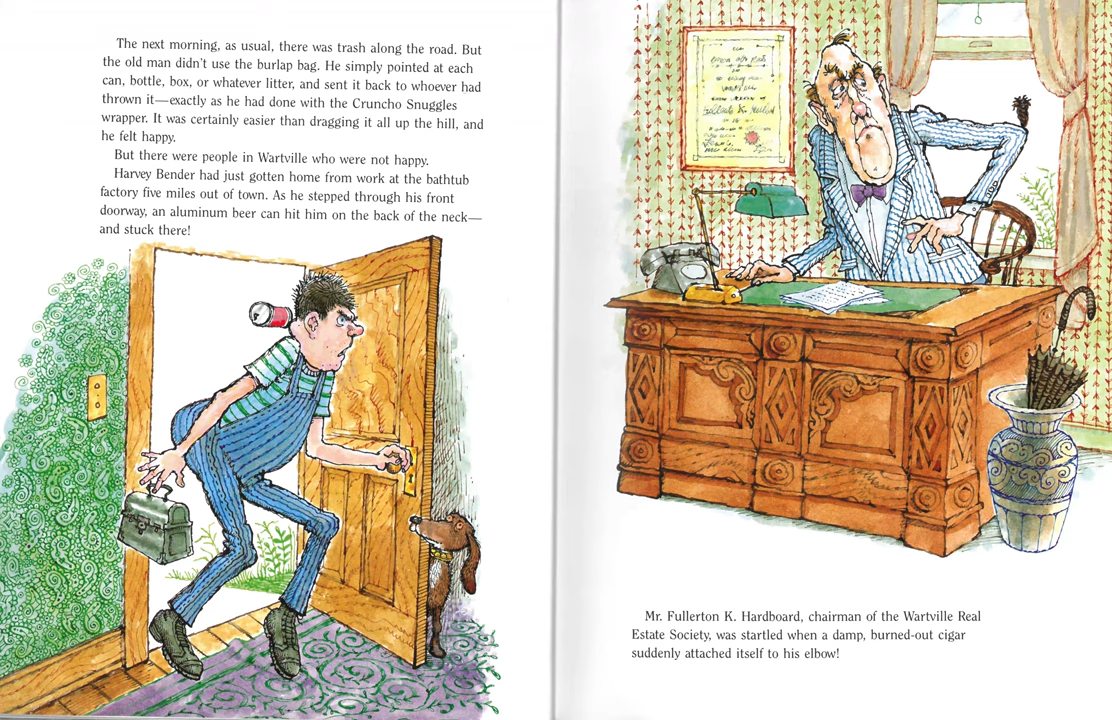 The next morning, as usual, there was trash along the road. But
the old man didn't use the burlap bag. He simply pointed at each
can, bottle, box, or whatever litter, and sent it back to whoever had
thrown it—exactly as he had done with the Cruncho Snuggles
wrapper. It was certainly easier than dragging it all up the hill, and
he felt happy.
But there were people in Wartville who were not happy.
Harvey Bender had just gotten home from work at the bathtub
factory five miles out of town. As he stepped through his front
doorway, an aluminum beer can hit him on the back of the neck—
and stuck there!
Mr. Fullerton K. Hardboard, chairman of the Wartville Real
Estate Society, was startled when a damp, burned-out cigar
suddenly attached itself to his elbow!